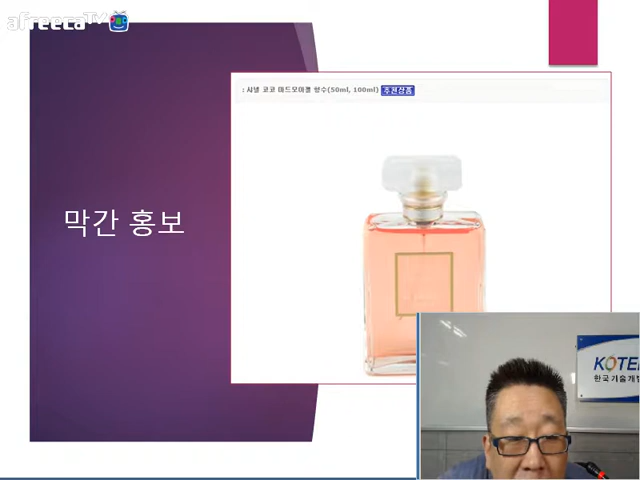 afreecaTV
: 샤넬 코코 마드모아젤 향수(50ml, 100ml) 추천상품
막간 홍보
KOTE
한국기술개